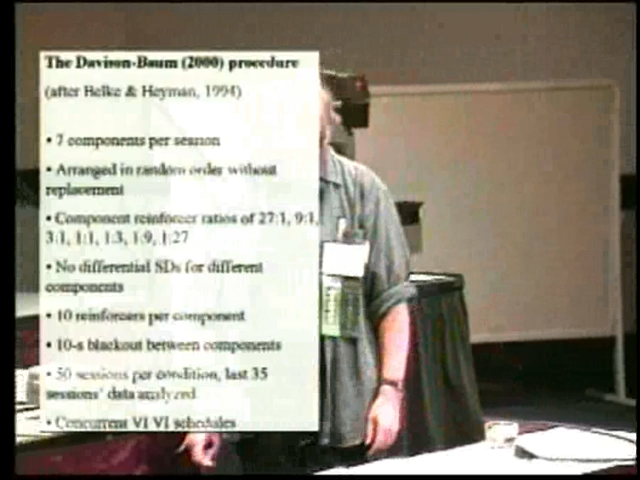 The Davison-Baum (2000) procedure
(after Belke & Heyman, 1994)
• 7 components per session
• Arranged in random order without
replacement
• Component reinforcer ratios of 27:1, 9:1,
3:1, 1:1, 1:3, 1:9, 1:27
• No differential SDs for different
components
• 10 reinforcers per component
• 10-s blackout between components
• 50 sessions per condition, last 35
sessions' data analyzed
• Concurrent VI VI schedules